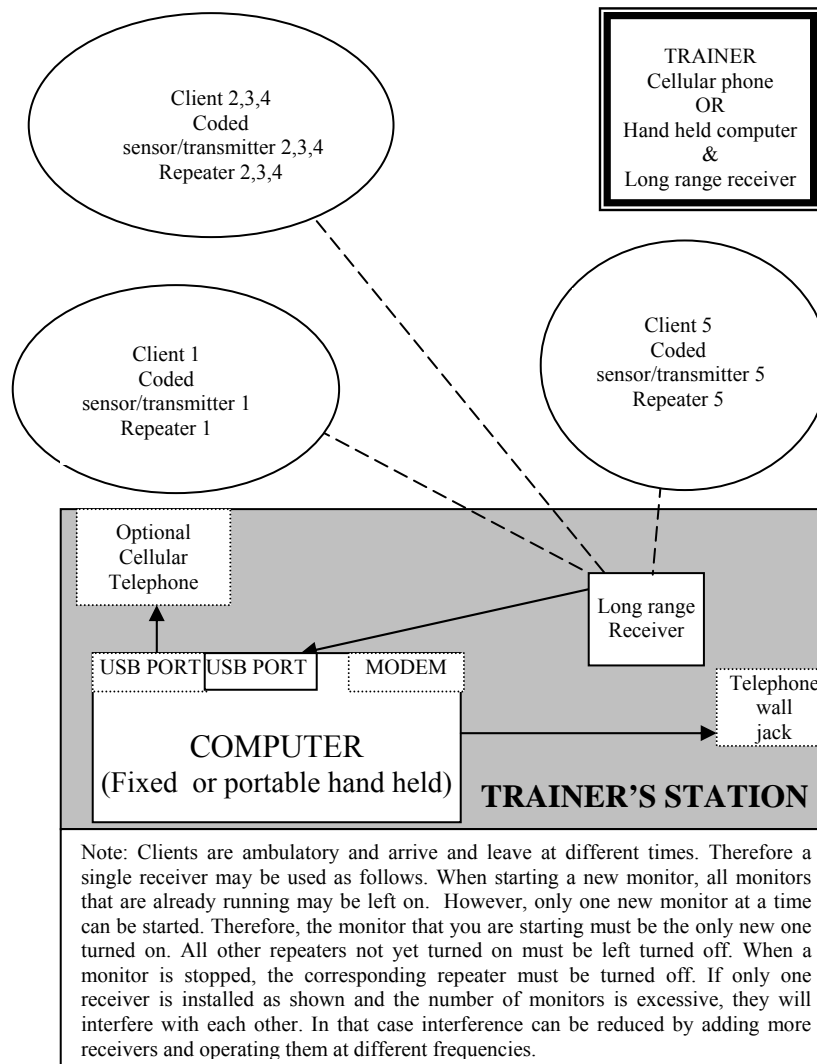 Client 2,3,4
Coded
sensor/transmitter 2,3,4
Repeater 2,3,4
TRAINER
Cellular phone
OR
Hand held computer
&
Long range receiver
Client 1
Coded
sensor/transmitter 1
Repeater 1
Client 5
Coded
sensor/transmitter 5
Repeater 5
Optional
Cellular
Telephone
Long range
Receiver
USB PORT
USB PORT
MODEM
Telephone
wall
jack
COMPUTER
(Fixed or portable hand held)
TRAINER'S STATION
Note: Clients are ambulatory and arrive and leave at different times. Therefore a
single receiver may be used as follows. When starting a new monitor, all monitors
that are already running may be left on. However, only one new monitor at a time
can be started. Therefore, the monitor that you are starting must be the only new one
turned on. All other repeaters not yet turned on must be left turned off. When a
monitor is stopped, the corresponding repeater must be turned off. If only one
receiver is installed as shown and the number of monitors is excessive, they will
interfere with each other. In that case interference can be reduced by adding more
receivers and operating them at different frequencies.